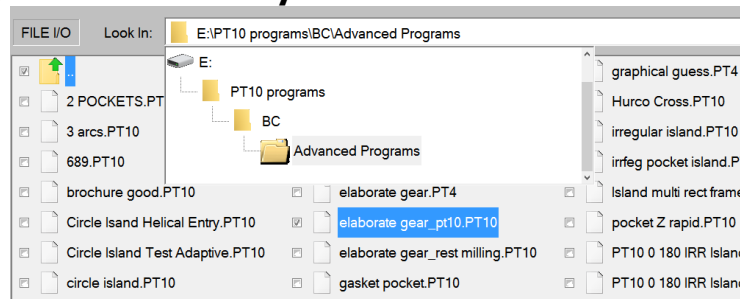 FILE I/O Look In: E:\PT10 programs\BC\Advanced Programs
..
E:
PT10 programs
BC
Advanced Programs
2 POCKETS.PT
3 arcs.PT10
689.PT10
brochure good.PT10
Circle Isand Helical Entry.PT10
Circle Island Test Adaptive.PT10
circle island.PT10
elaborate gear.PT4
elaborate gear_pt10.PT10
elaborate gear_rest milling.PT10
gasket pocket.PT10
graphical guess.PT4
Hurco Cross.PT10
irregular island.PT10
irrfeg pocket island.P
Island multi rect frame
pocket Z rapid.PT10
PT10 0 180 IRR Islan
PT10 0 180 IRR Islan